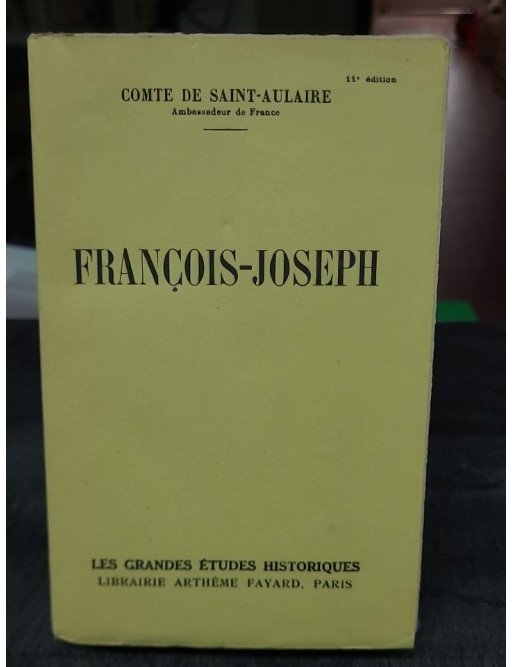 11e édition
COMTE DE SAINT-AULAIRE
Ambassadeur de France
FRANÇOIS-JOSEPH
LES GRANDES ÉTUDES HISTORIQUES
LIBRAIRIE ARTHÈME FAYARD, PARIS